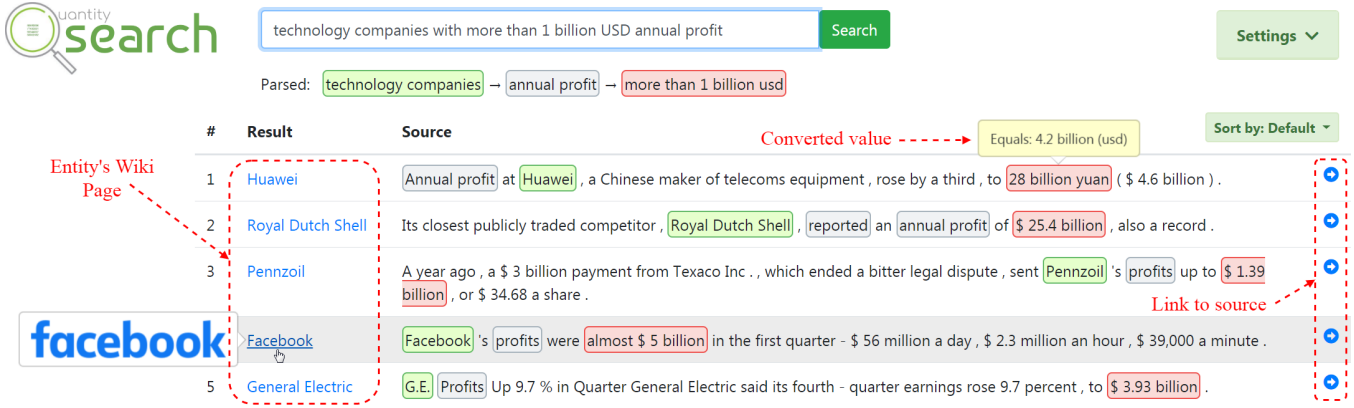 uantity
search
technology companies with more than 1 billion USD annual profit
Search
Settings
Parsed: technology companies → annual profit → more than 1 billion usd
# Result Source
Converted value
Equals: 4.2 billion (usd)
Sort by: Default
Entity's Wiki
Page
1 Huawei Annual profit at Huawei , a Chinese maker of telecoms equipment , rose by a third , to 28 billion yuan ( $ 4.6 billion ) .
2 Royal Dutch Shell Its closest publicly traded competitor , Royal Dutch Shell , reported an annual profit of $ 25.4 billion , also a record .
3 Pennzoil A year ago , a $ 3 billion payment from Texaco Inc . , which ended a bitter legal dispute , sent Pennzoil 's profits up to $ 1.39
billion , or $ 34.68 a share .
Link to source
facebook
Facebook Facebook 's profits were almost $ 5 billion in the first quarter - $ 56 million a day , $ 2.3 million an hour , $ 39,000 a minute .
5 General Electric G.E. Profits Up 9.7 % in Quarter General Electric said its fourth - quarter earnings rose 9.7 percent , to $ 3.93 billion .